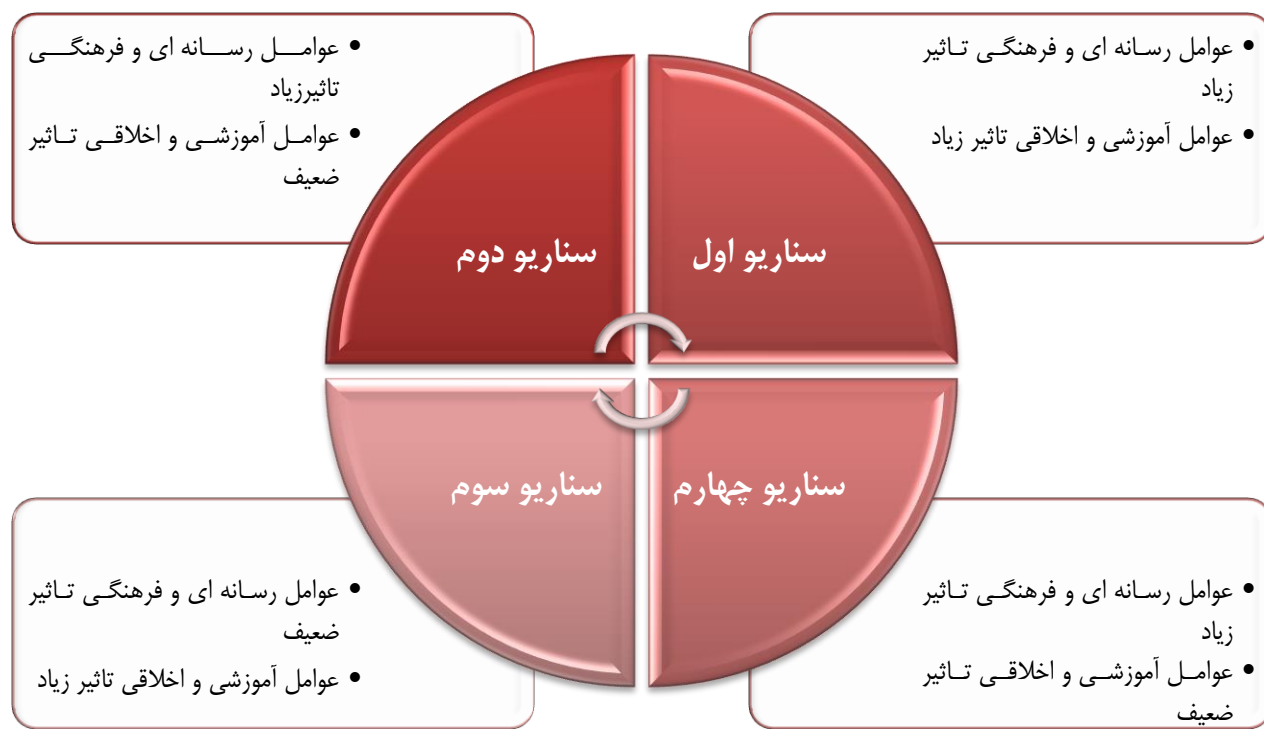 • عوامل رسانه ای و فرهنگی تاثیر
زیاد
• عوامل آموزشی و اخلاقی تاثیر زیاد
• عوامل رسانه ای و فرهنگی
تاثیرزیاد
• عوامل آموزشی و اخلاقی تاثیر
ضعیف
سناریو اول
سناریو دوم
سناریو چهارم
سناریو سوم
• عوامل رسانه ای و فرهنگی تاثیر
زیاد
• عوامل آموزشی و اخلاقی تاثیر
ضعیف
• عوامل رسانه ای و فرهنگی تاثیر
ضعیف
• عوامل آموزشی و اخلاقی تاثیر زیاد